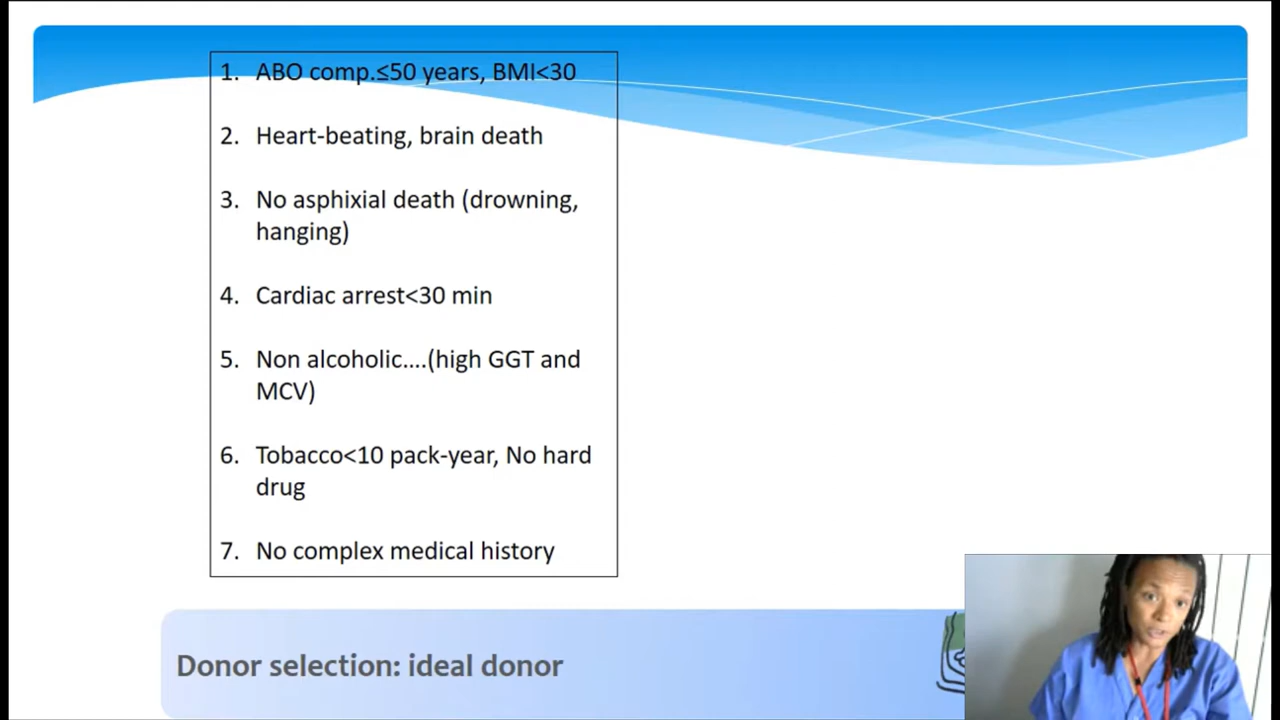 1. ABO comp.≤50 years, BMI<30
2. Heart-beating, brain death
3. No asphixial death (drowning,
hanging)
4. Cardiac arrest<30 min
5. Non alcoholic....(high GGT and
MCV)
6. Tobacco<10 pack-year, No hard
drug
7. No complex medical history
Donor selection: ideal donor